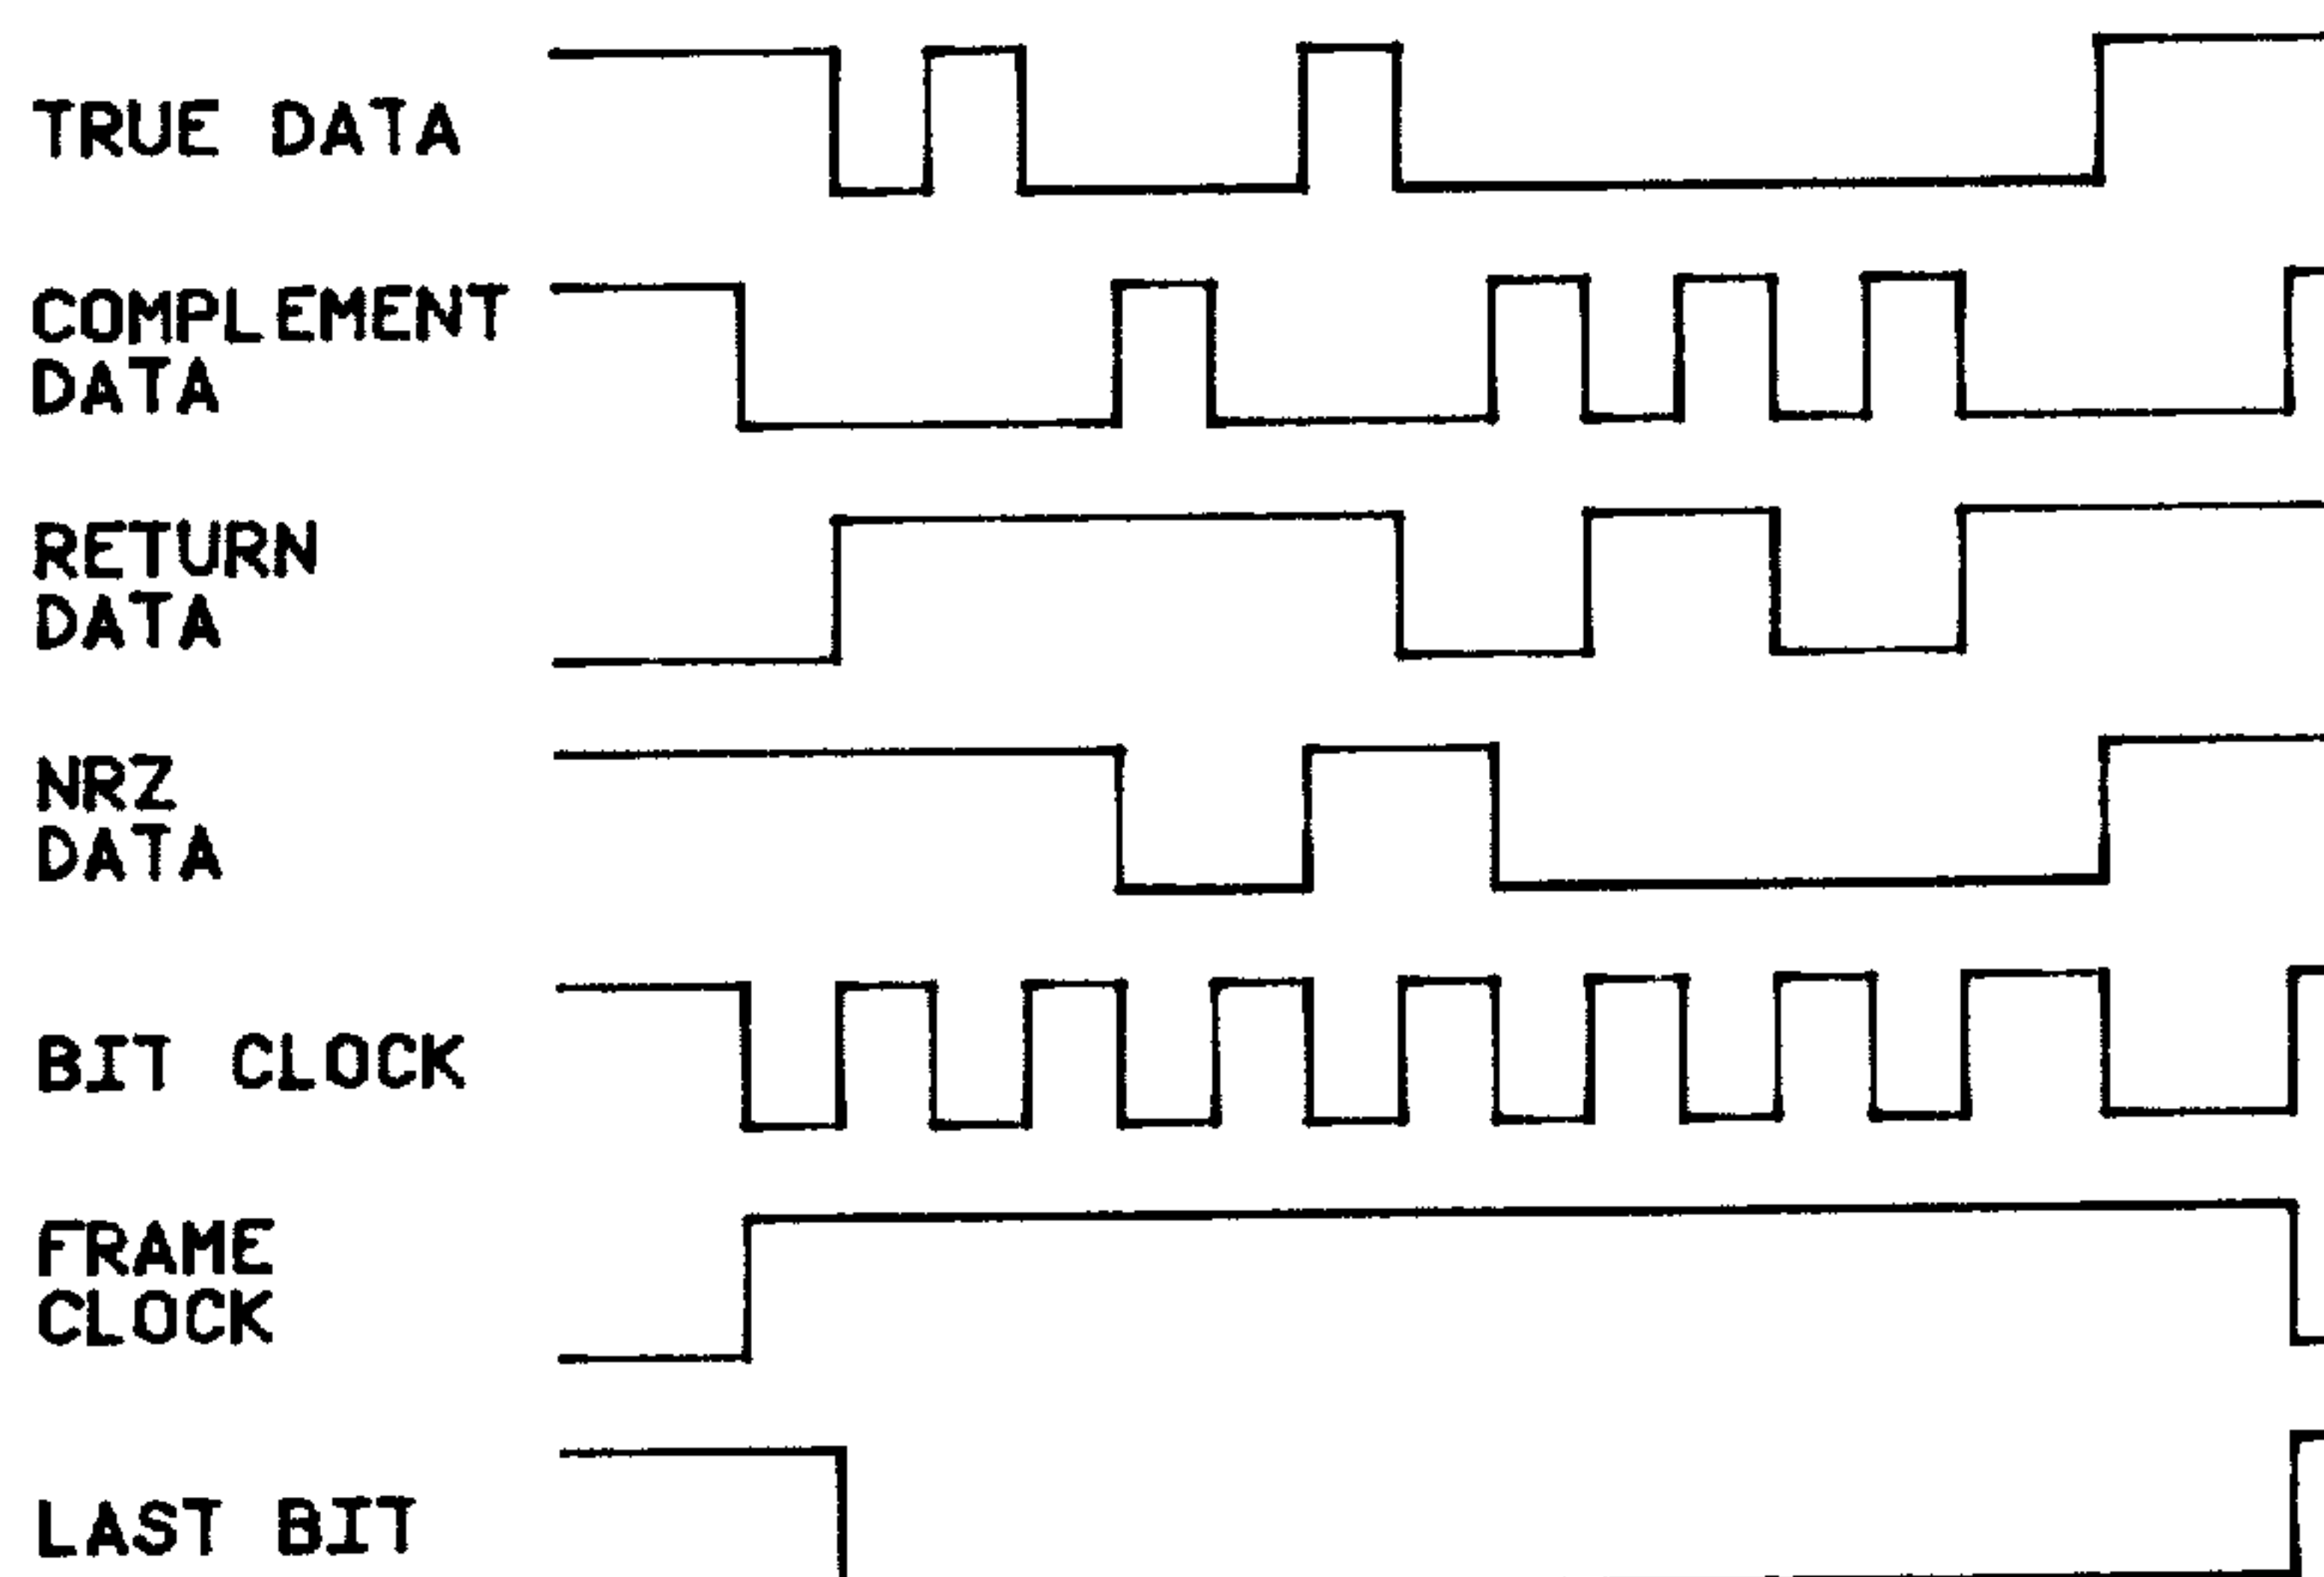 TRUE DATA
COMPLEMENT
DATA
RETURN
DATA
NRZ
DATA
BIT CLOCK
FRAME
CLOCK
LAST BIT